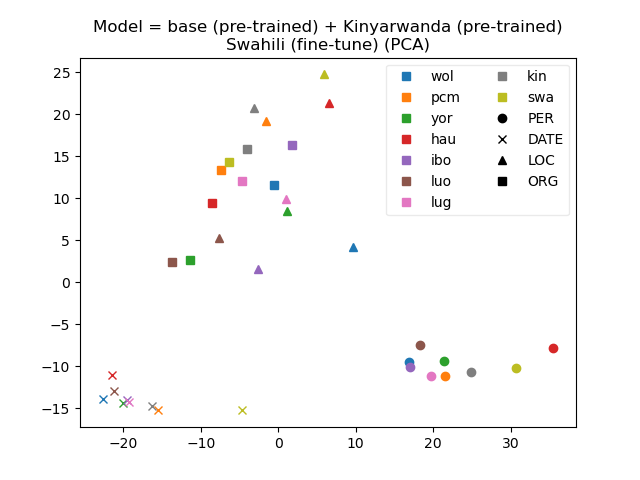 Model = base (pre-trained) + Kinyarwanda (pre-trained)
Swahili (fine-tune) (PCA)
25
20
15
10
5
0
−5
−10
−15
−20
−10
0
10
20
30
wol
pcm
yor
hau
ibo
luo
lug
kin
swa
PER
DATE
LOC
ORG